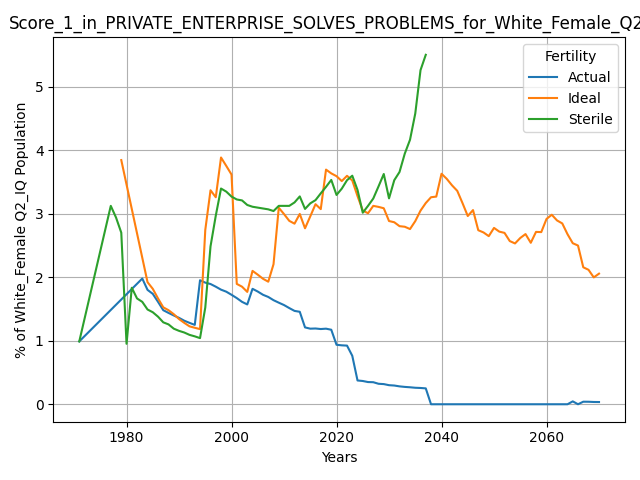 Score_1_in_PRIVATE_ENTERPRISE_SOLVES_PROBLEMS_for_White_Female_Q2
Fertility
Actual
Ideal
Sterile
% of White_Female Q2_IQ Population
5
4
3
2
1
0
1980 2000 2020 2040 2060
Years